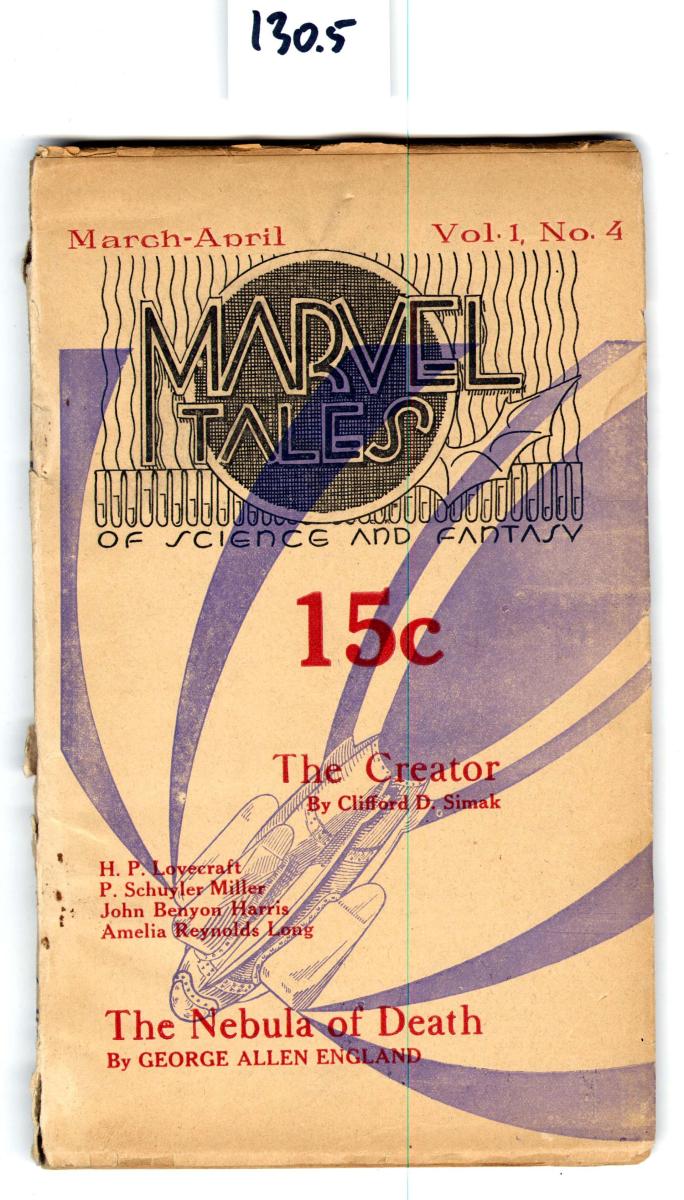 130.5
March-April Vol. 1, No. 4
MARVEL
TALES
OF SCIENCE AND FANTASY
15c
The Creator
By Clifford D. Simak
H. P. Lovecraft
P. Schuyler Miller
John Benyon Harris
Amelia Reynolds Long
The Nebula of Death
By GEORGE ALLEN ENGLAND